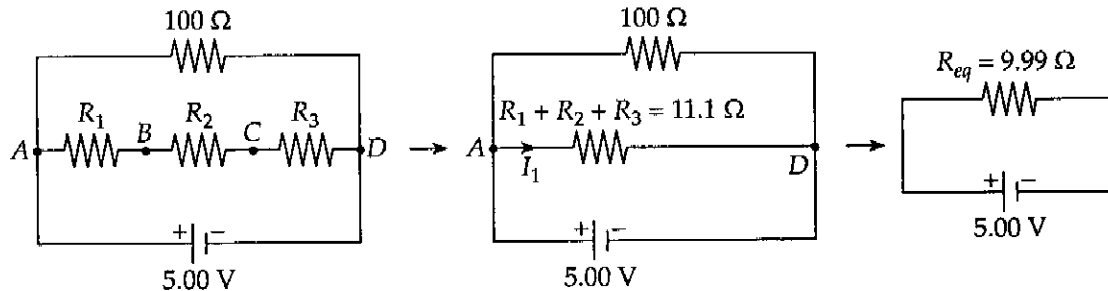 100 Ω
R₁ R₂ R₃
A B C D
+ −
5.00 V
100 Ω
R₁ + R₂ + R₃ = 11.1 Ω
A I₁ D
+ −
5.00 V
R_eq = 9.99 Ω
+ −
5.00 V